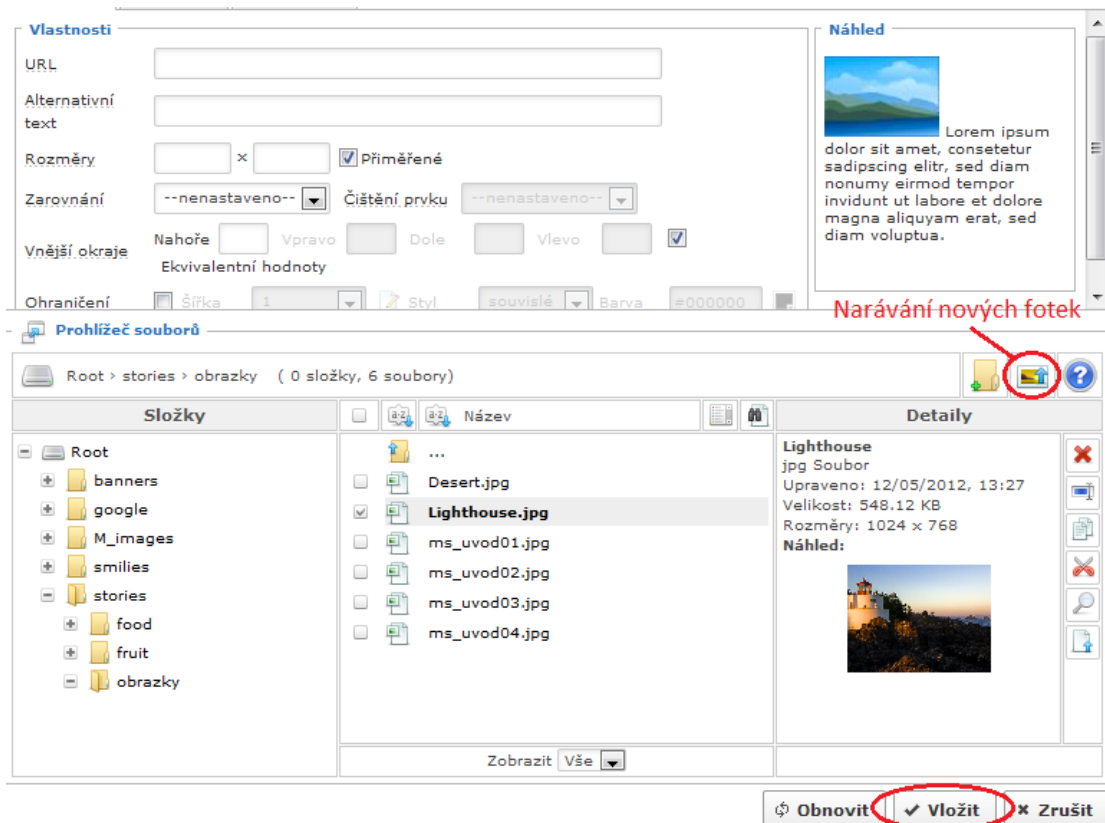 Vlastnosti
URL
Alternativní
text
Rozměry × Přiměřené
Zarovnání --nenastaveno-- Čištění prvku --nenastaveno--
Vnější okraje Nahoře Vpravo Dole Vlevo
Ekvivalentní hodnoty
Ohraničení Šířka 1 Styl souvislé Barva #000000
Náhled
Lorem ipsum
dolor sit amet, consetetur
sadipscing elitr, sed diam
nonumy eirmod tempor
invidunt ut labore et dolore
magna aliquyam erat, sed
diam voluptua.
Narávání nových fotek
Prohlížeč souborů
Root › stories › obrazky ( 0 složky, 6 soubory)
Složky
Root
banners
google
M_images
smilies
stories
food
fruit
obrazky
Název
...
Desert.jpg
Lighthouse.jpg
ms_uvod01.jpg
ms_uvod02.jpg
ms_uvod03.jpg
ms_uvod04.jpg
Zobrazit Vše
Detaily
Lighthouse
jpg Soubor
Upraveno: 12/05/2012, 13:27
Velikost: 548.12 KB
Rozměry: 1024 x 768
Náhled:
Obnovit Vložit Zrušit